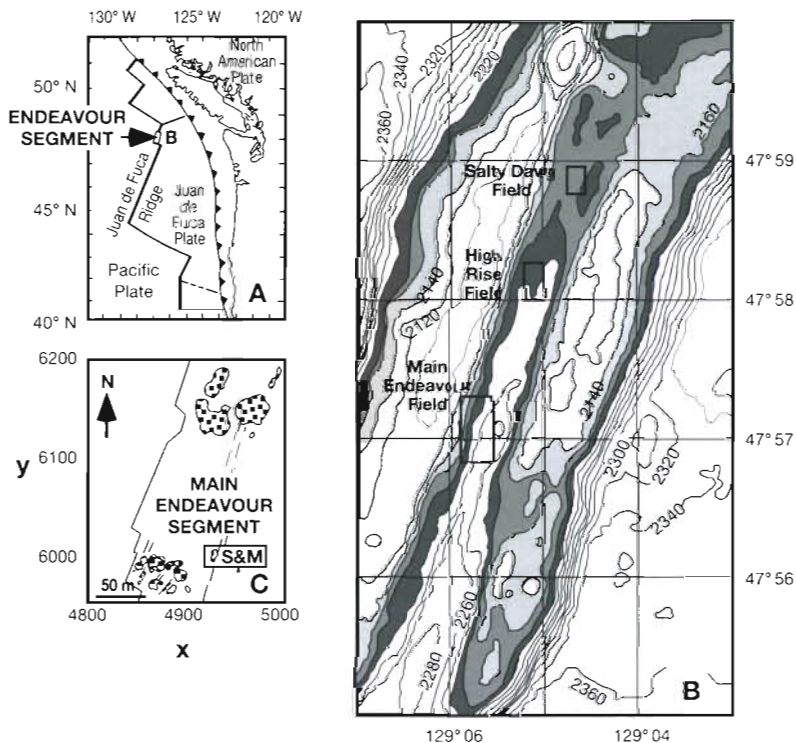 130° W
125° W
120° W
North
American
Plate
50° N
ENDEAVOUR
SEGMENT
B
Juan de Fuca
Ridge
Juan
de
Fuca
Plate
45° N
Pacific
Plate
A
40° N
6200
N
6100
y
MAIN
ENDEAVOUR
SEGMENT
6000
S&M
50 m
C
4800
4900
5000
x
2340
2320
2220
2360
2160
47° 59
Salty Dawg
Field
High
Rise
Field
2140
2120
47° 58
Main
Endeavour
Field
2140
47° 57
2300
2320
2340
47° 56
2260
2280
2360
B
129° 06
129° 04